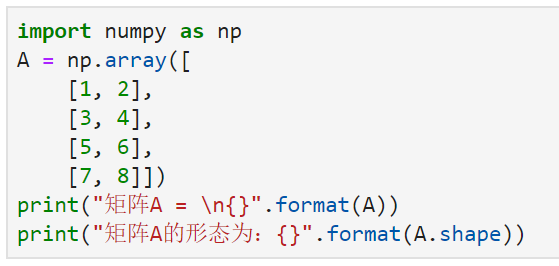 import numpy as np
A = np.array([
    [1, 2],
    [3, 4],
    [5, 6],
    [7, 8]])
print("矩阵A = \n{}".format(A))
print("矩阵A的形态为：{}".format(A.shape))